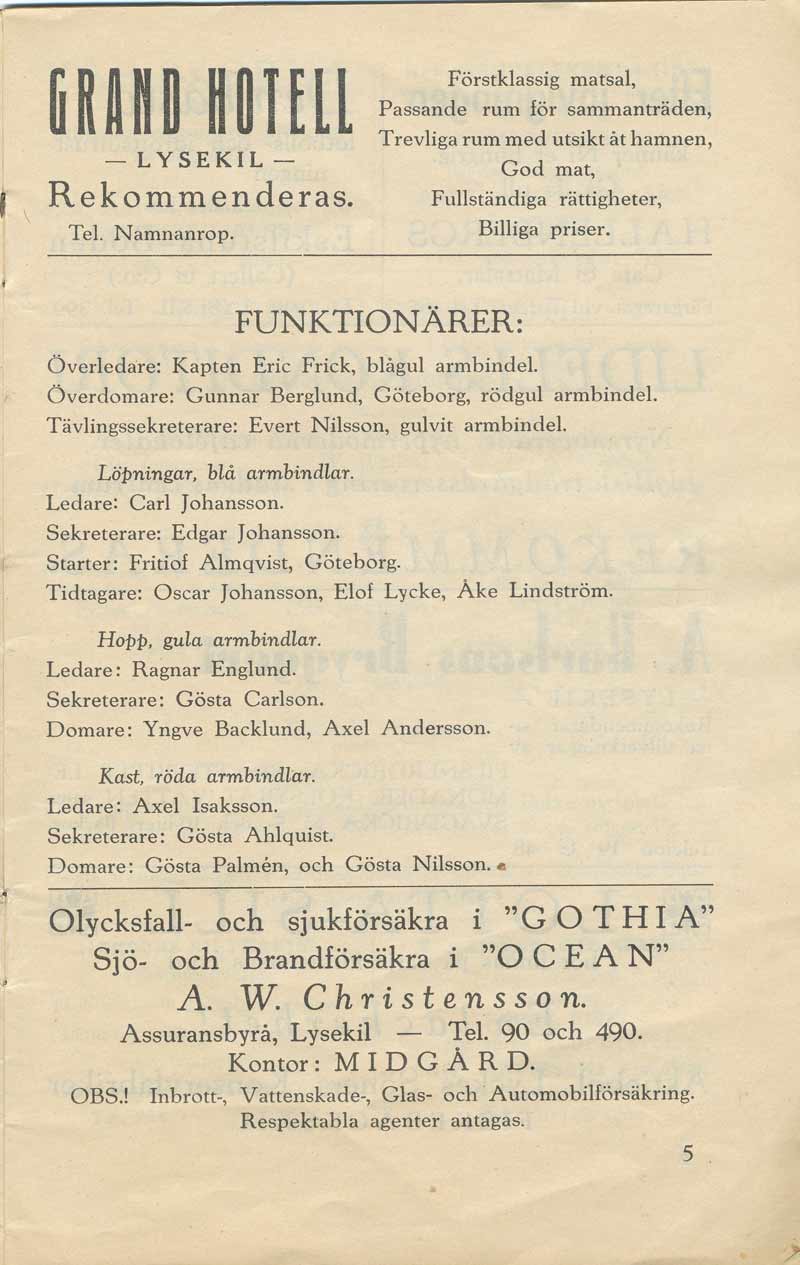 GRAND HOTELL
— LYSEKIL —
Rekommenderas.
Tel. Namnanrop.
Förstklassig matsal,
Passande rum för sammanträden,
Trevliga rum med utsikt åt hamnen,
God mat,
Fullständiga rättigheter,
Billiga priser.
FUNKTIONÄRER:
Överledare: Kapten Eric Frick, blågul armbindel.
Överdomare: Gunnar Berglund, Göteborg, rödgul armbindel.
Tävlingssekreterare: Evert Nilsson, gulvit armbindel.
Löpningar, blå armbindlar.
Ledare: Carl Johansson.
Sekreterare: Edgar Johansson.
Starter: Fritiof Almqvist, Göteborg.
Tidtagare: Oscar Johansson, Elof Lycke, Åke Lindström.
Hopp, gula armbindlar.
Ledare: Ragnar Englund.
Sekreterare: Gösta Carlson.
Domare: Yngve Backlund, Axel Andersson.
Kast, röda armbindlar.
Ledare: Axel Isaksson.
Sekreterare: Gösta Ahlquist.
Domare: Gösta Palmén, och Gösta Nilsson.
Olycksfall- och sjukförsäkra i ”GOTHIA”
Sjö- och Brandförsäkra i ”OCEAN”
A. W. Christensson.
Assuransbyrå, Lysekil — Tel. 90 och 490.
Kontor: MIDGÅRD.
OBS.! Inbrott-, Vattenskade-, Glas- och Automobilförsäkring.
Respektabla agenter antagas.
5